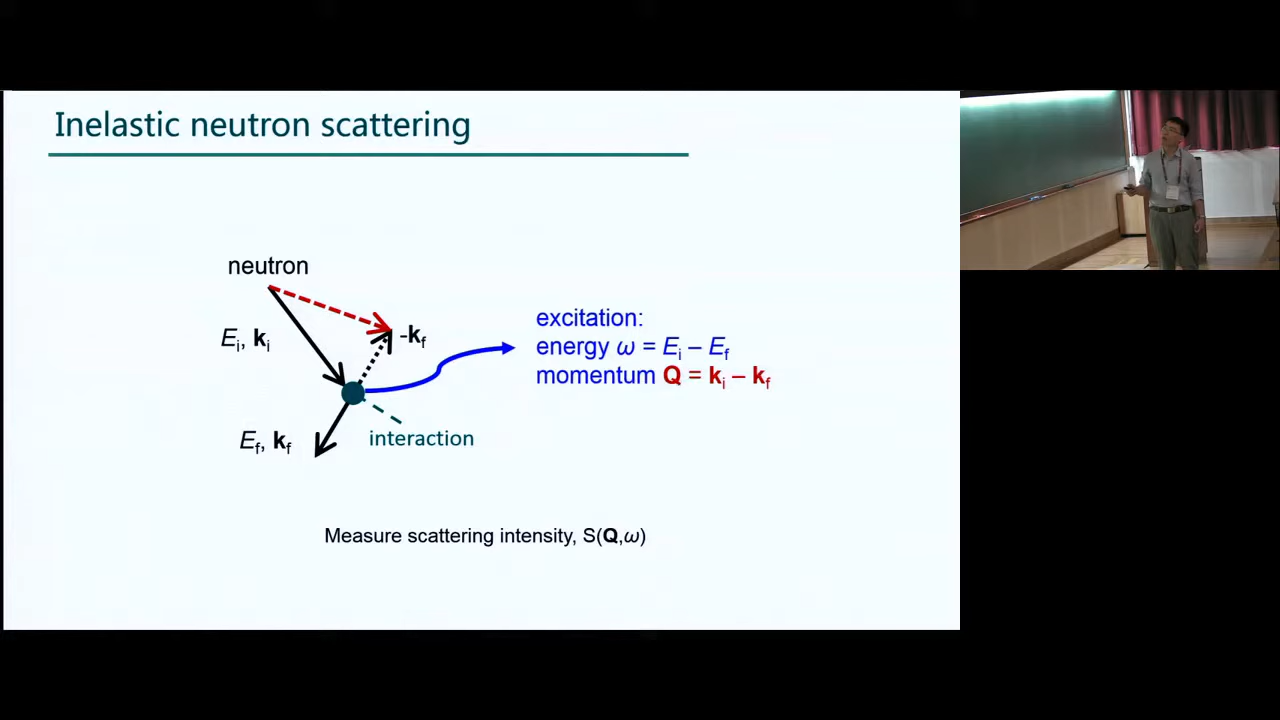 Inelastic neutron scattering
neutron
Ei, ki
-kf
excitation:
energy ω = Ei – Ef
momentum Q = ki – kf
Ef, kf
interaction
Measure scattering intensity, S(Q,ω)